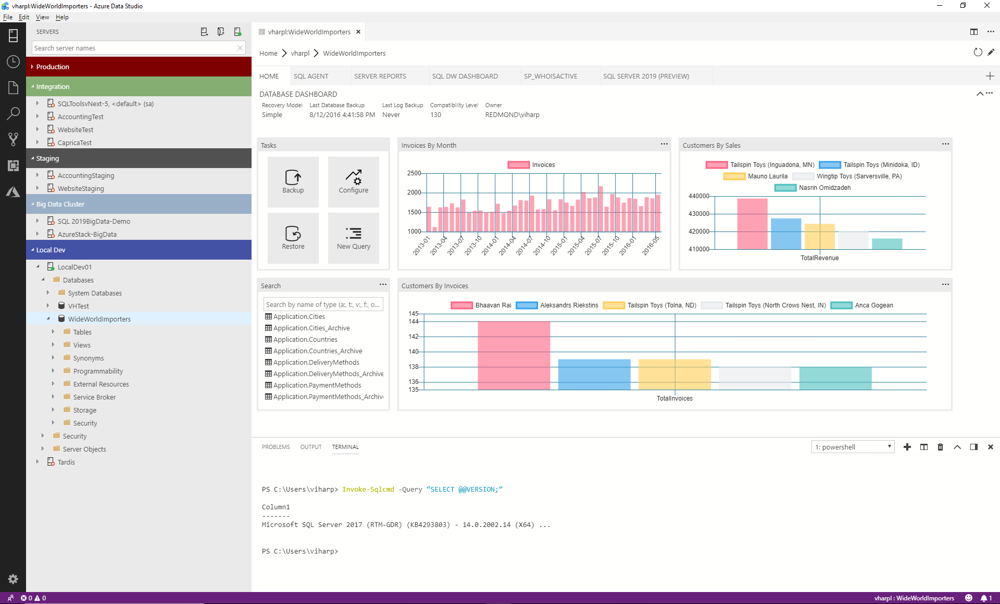 vharpl:WideWorldImporters - Azure Data Studio
File Edit View Help
SERVERS
Search server names
Production
Integration
SQLToolsvNext-5, <default> (sa)
AccountingTest
WebsiteTest
CapricaTest
Staging
AccountingStaging
WebsiteStaging
Big Data Cluster
SQL 2019BigData-Demo
AzureStack-BigData
Local Dev
LocalDev01
Databases
System Databases
VHTest
WideWorldImporters
Tables
Views
Synonyms
Programmability
External Resources
Service Broker
Storage
Security
Security
Server Objects
Tardis
vharpl:WideWorldImporters
Home vharpl WideWorldImporters
HOME SQL AGENT SERVER REPORTS SQL DW DASHBOARD SP_WHOISACTIVE SQL SERVER 2019 (PREVIEW)
DATABASE DASHBOARD
Recovery Model Last Database Backup Last Log Backup Compatibility Level Owner
Simple 8/12/2016 4:41:58 PM Never 130 REDMOND\viharp
Tasks
Backup
Configure
Restore
New Query
Invoices By Month
Invoices
2500
2000
1500
1000
2013-01 2013-04 2013-07 2013-10 2014-01 2014-04 2014-07 2014-10 2015-01 2015-04 2015-07 2015-10 2016-01 2016-05
Customers By Sales
Tailspin Toys (Inguadona, MN) Tailspin Toys (Minidoka, ID)
Mauno Laurila Wingtip Toys (Sarversville, PA)
Nasrin Omidzadeh
440000
430000
420000
410000
TotalRevenue
Search
Search by name of type (a:, t:, v:, f:, o...
Application.Cities
Application.Cities_Archive
Application.Countries
Application.Countries_Archive
Application.DeliveryMethods
Application.DeliveryMethods_Archive
Application.PaymentMethods
Application.PaymentMethods_Archiv
Customers By Invoices
Bhaavan Rai Aleksandrs Riekstins Tailspin Toys (Tolna, ND) Tailspin Toys (North Crows Nest, IN) Anca Gogean
145
144
142
140
138
136
135
TotalInvoices
PROBLEMS OUTPUT TERMINAL
1: powershell
PS C:\Users\viharp> Invoke-Sqlcmd -Query “SELECT @@VERSION;”
Column1
-------
Microsoft SQL Server 2017 (RTM-GDR) (KB4293803) - 14.0.2002.14 (X64) ...
PS C:\Users\viharp>
0 0
vharpl : WideWorldImporters 1